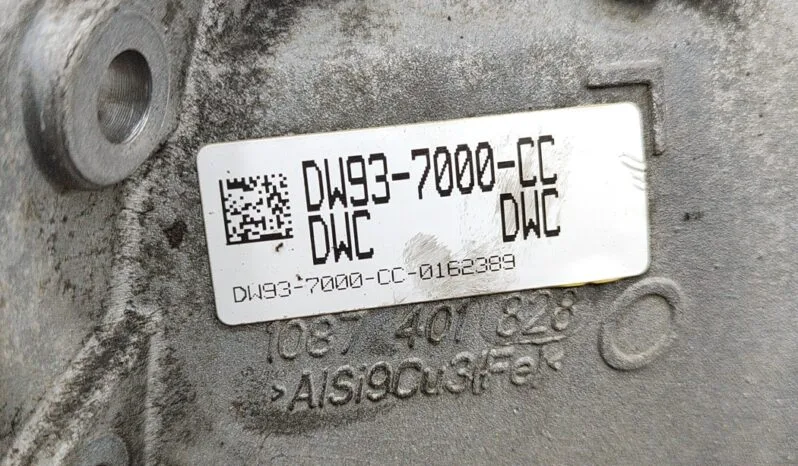 DW93-7000-CC
DWC DWC
DW93-7000-CC-0162389
1087 401 828
>AlSi9Cu3(Fe)<